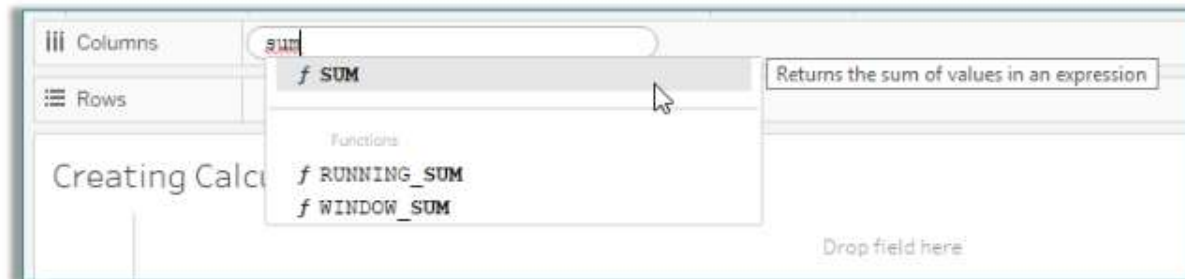 Columns
sum
f SUM
Returns the sum of values in an expression
Rows
Functions
Creating Calcu
f RUNNING_SUM
f WINDOW_SUM
Drop field here